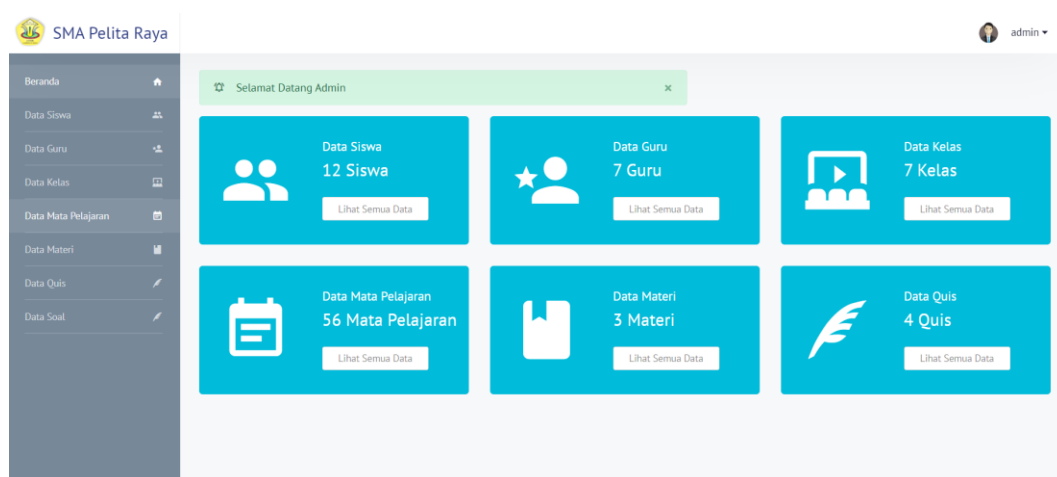 SMA Pelita Raya
admin
Beranda
Data Siswa
Data Guru
Data Kelas
Data Mata Pelajaran
Data Materi
Data Quis
Data Soal
Selamat Datang Admin ×
Data Siswa
12 Siswa
Lihat Semua Data
Data Guru
7 Guru
Lihat Semua Data
Data Kelas
7 Kelas
Lihat Semua Data
Data Mata Pelajaran
56 Mata Pelajaran
Lihat Semua Data
Data Materi
3 Materi
Lihat Semua Data
Data Quis
4 Quis
Lihat Semua Data